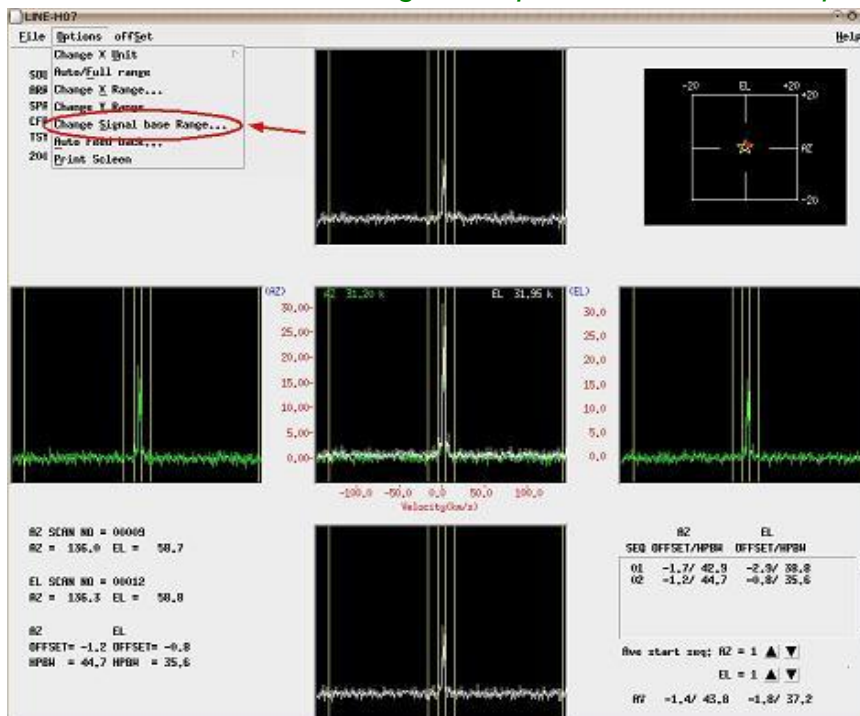 LINE-H07
File Options offSet Help
Change X Unit
Auto/Full range
Change X Range...
Change Y Range
Change Signal base Range...
Auto Feed back...
Print Scleen
SOU
ARR
SPA
TSY
-20 EL +20
+20
AZ
-20
(AZ)
AZ 31,20 k EL 31,95 k
(EL)
30,00
25,00
20,00
15,00
10,00
5,00
0,00
30,0
25,0
20,0
15,0
10,0
5,0
0,0
-100,0 -50,0 0,0 50,0 100,0
Velocity(km/s)
AZ SCAN NO = 00009
AZ = 136.0 EL = 58.7
EL SCAN NO = 00012
AZ = 136.3 EL = 58.8
AZ EL
OFFSET= -1.2 OFFSET= -0.8
HPBW = 44,7 HPBW = 35,6
AZ EL
SEQ OFFSET/HPBW OFFSET/HPBW
01 -1.7/ 42.9 -2.9/ 38.8
02 -1.2/ 44.7 -0.8/ 35.6
Ave start seq: AZ = 1
EL = 1
AV -1.4/ 43.8 -1.8/ 37.2